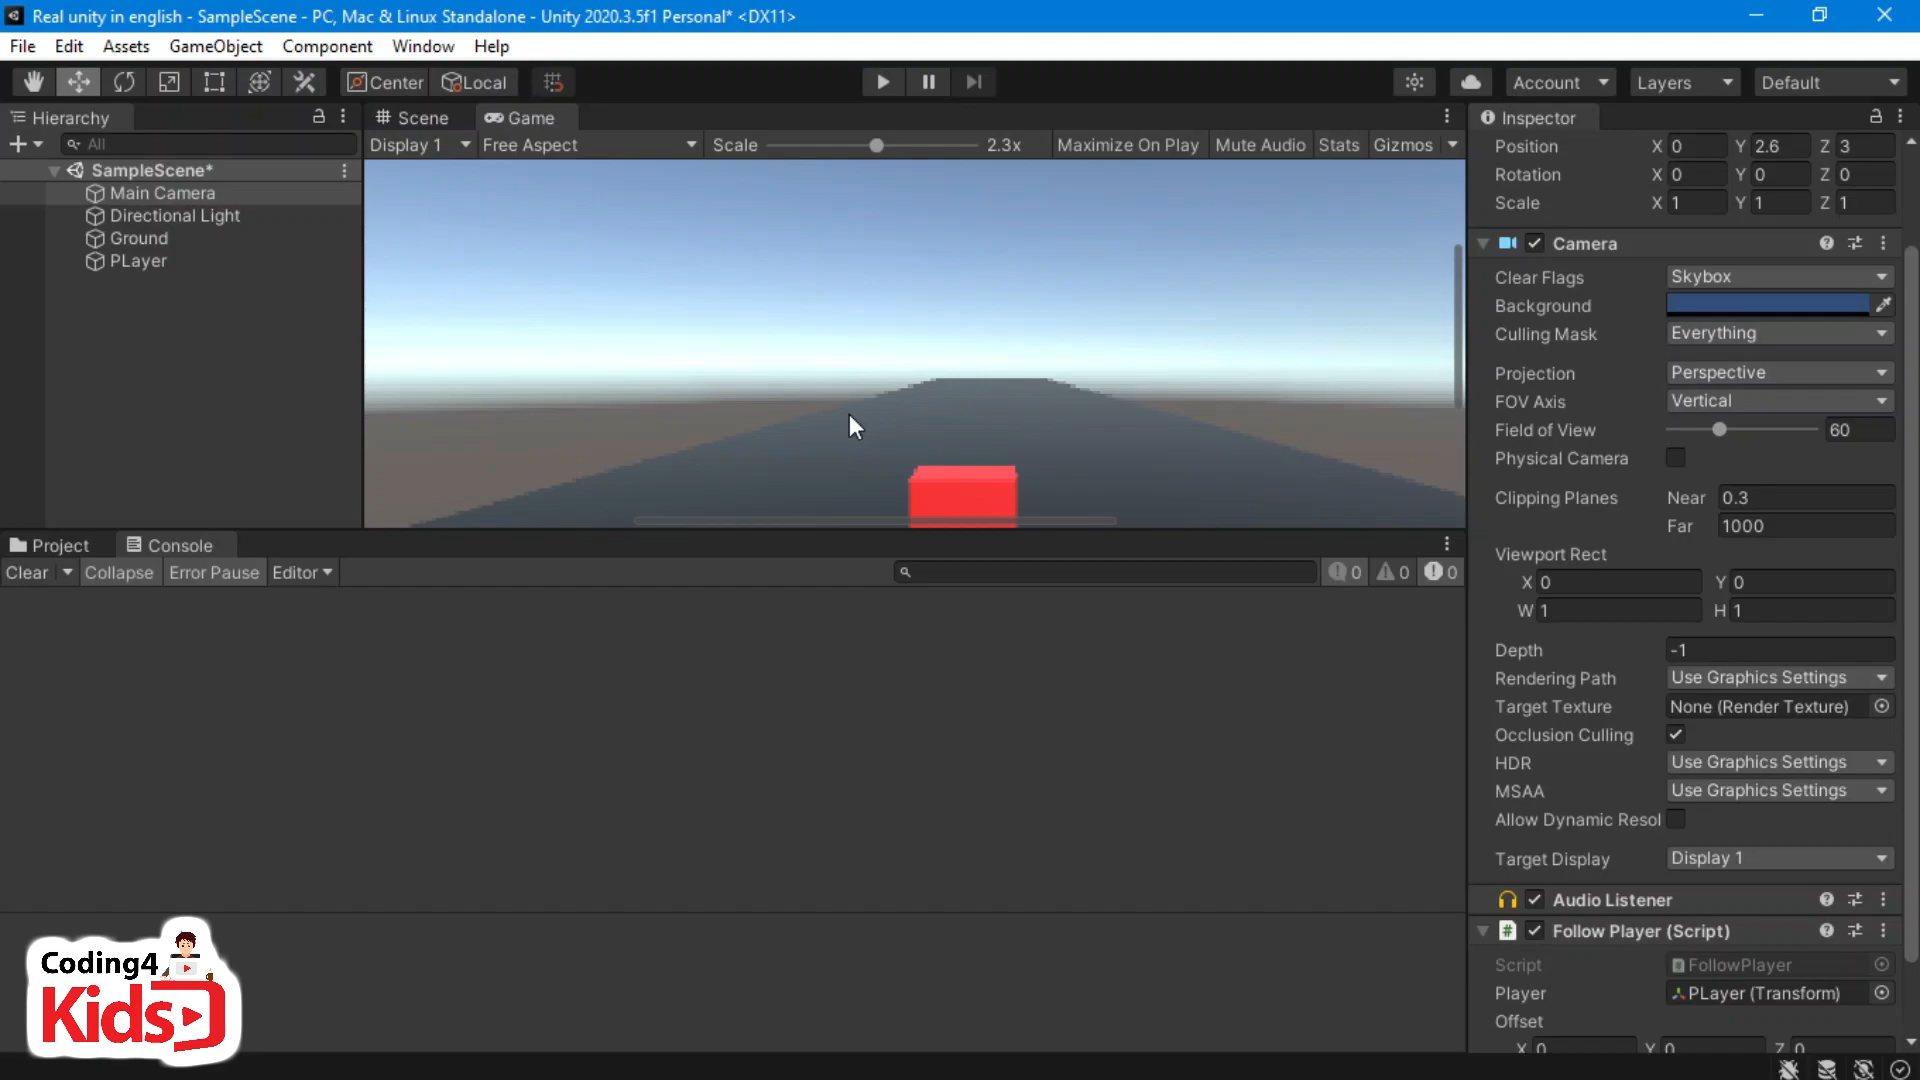 Real unity in english - SampleScene - PC, Mac & Linux Standalone - Unity 2020.3.5f1 Personal* <DX11>
File Edit Assets GameObject Component Window Help
Center Local Account Layers Default
Hierarchy
All
SampleScene*
Main Camera
Directional Light
Ground
PLayer
Scene Game
Display 1 Free Aspect Scale 2.3x Maximize On Play Mute Audio Stats Gizmos
Project Console
Clear Collapse Error Pause Editor 0 0 0
Inspector
Position X 0 Y 2.6 Z 3
Rotation X 0 Y 0 Z 0
Scale X 1 Y 1 Z 1
Camera
Clear Flags Skybox
Background
Culling Mask Everything
Projection Perspective
FOV Axis Vertical
Field of View 60
Physical Camera
Clipping Planes Near 0.3
Far 1000
Viewport Rect
X 0 Y 0
W 1 H 1
Depth -1
Rendering Path Use Graphics Settings
Target Texture None (Render Texture)
Occlusion Culling
HDR Use Graphics Settings
MSAA Use Graphics Settings
Allow Dynamic Resol
Target Display Display 1
Audio Listener
# Follow Player (Script)
Script FollowPlayer
Player PLayer (Transform)
Offset
X 0 Y 0 Z 0
Coding4
Kids